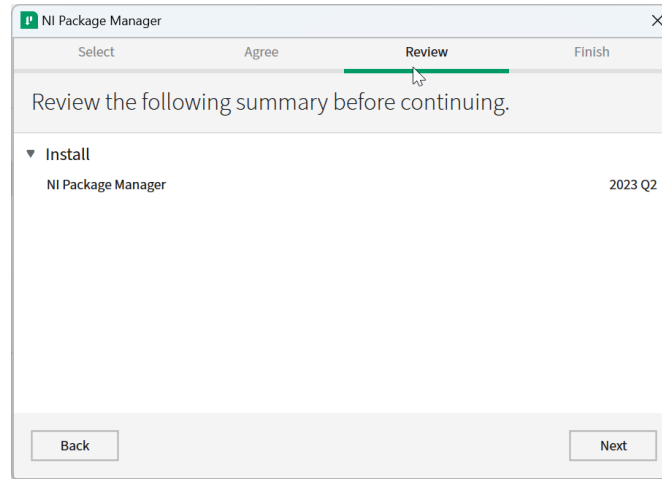 NI Package Manager
Select Agree Review Finish
Review the following summary before continuing.
Install
NI Package Manager 2023 Q2
Back Next